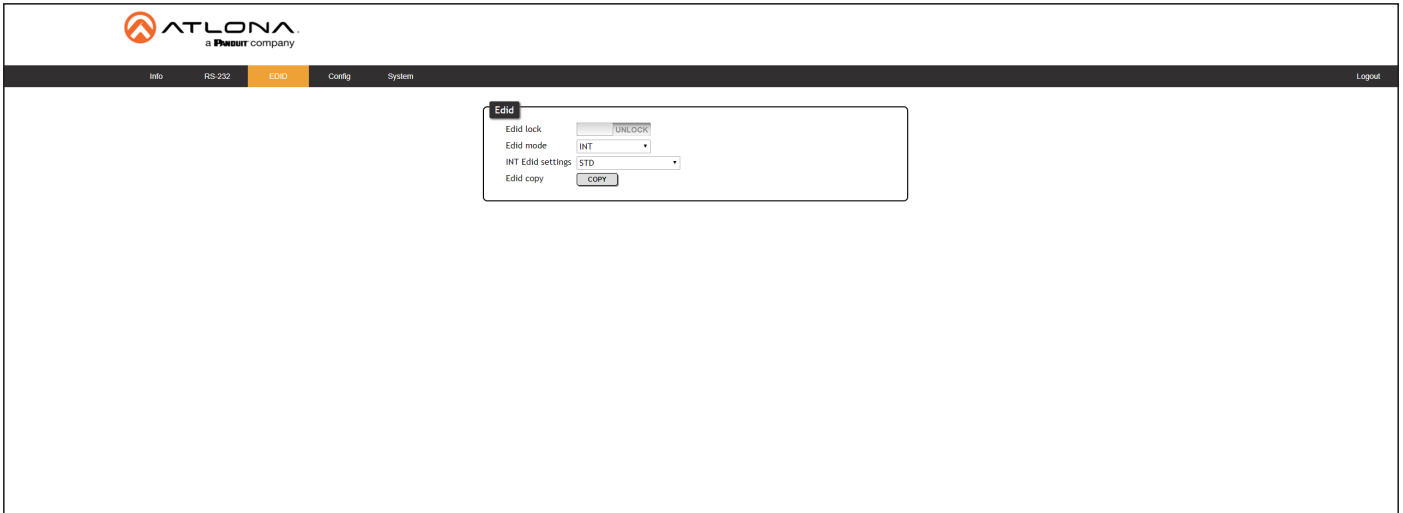 ATLONA.
a PANDUIT company
Info RS-232 EDID Config System Logout
Edid
Edid lock UNLOCK
Edid mode INT
INT Edid settings STD
Edid copy COPY